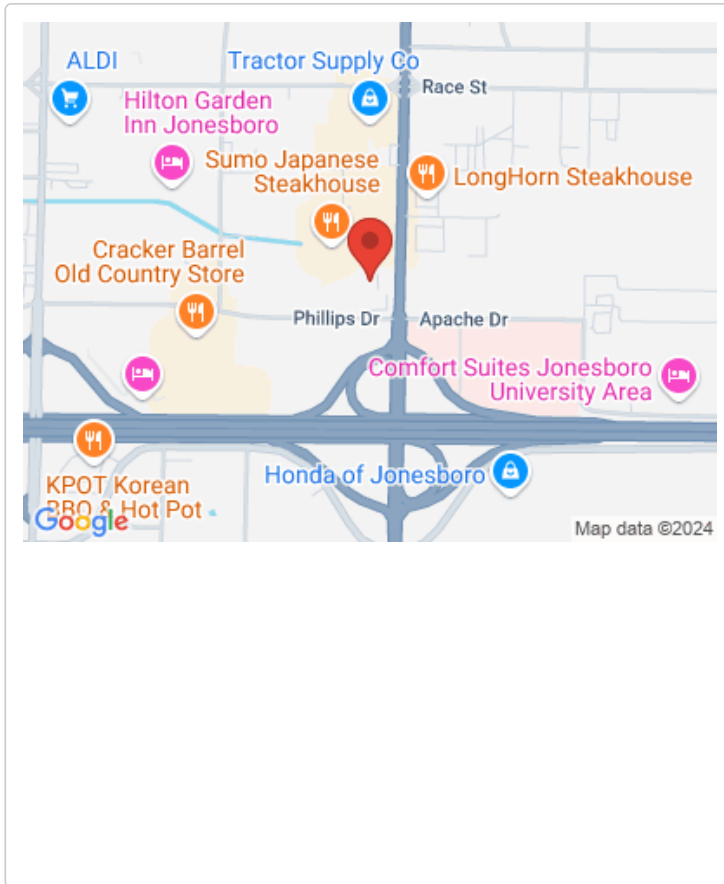 ALDI
Tractor Supply Co
Race St
Hilton Garden
Inn Jonesboro
Sumo Japanese
Steakhouse
LongHorn Steakhouse
Cracker Barrel
Old Country Store
Phillips Dr
Apache Dr
Comfort Suites Jonesboro
University Area
Honda of Jonesboro
KPOT Korean
BBQ & Hot Pot
Google
Map data ©2024